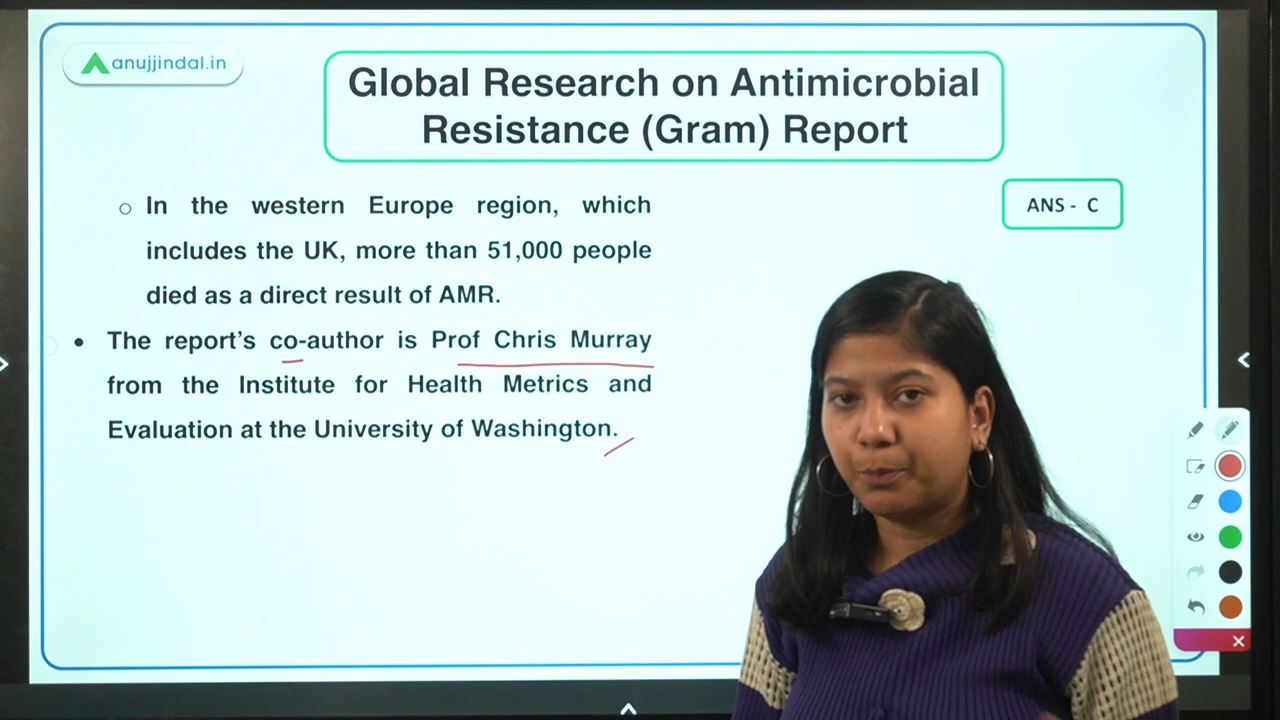 anujjindal.in
Global Research on Antimicrobial
Resistance (Gram) Report
In the western Europe region, which
includes the UK, more than 51,000 people
died as a direct result of AMR.
ANS - C
The report's co-author is Prof Chris Murray
from the Institute for Health Metrics and
Evaluation at the University of Washington.